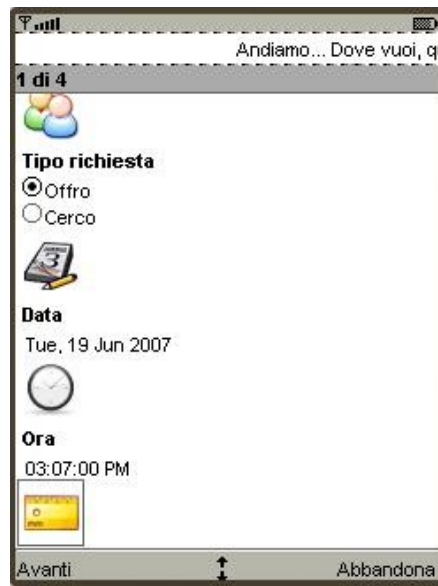 Andiamo... Dove vuoi, q
1 di 4
Tipo richiesta
Offro
Cerco
3
Data
Tue, 19 Jun 2007
Ora
03:07:00 PM
Avanti
Abbandona